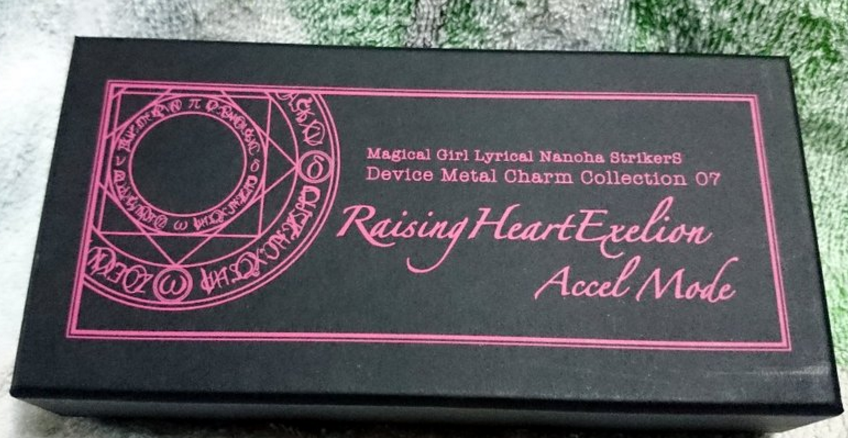 Magical Girl Lyrical Nanoha StrikerS
Device Metal Charm Collection 07
RaisingHeartExelion
Accel Mode